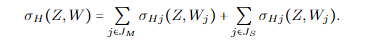 σ_H(Z, W) = ∑_{j∈J_M} σ_{Hj}(Z, W_j) + ∑_{j∈J_S} σ_{Hj}(Z, W_j).